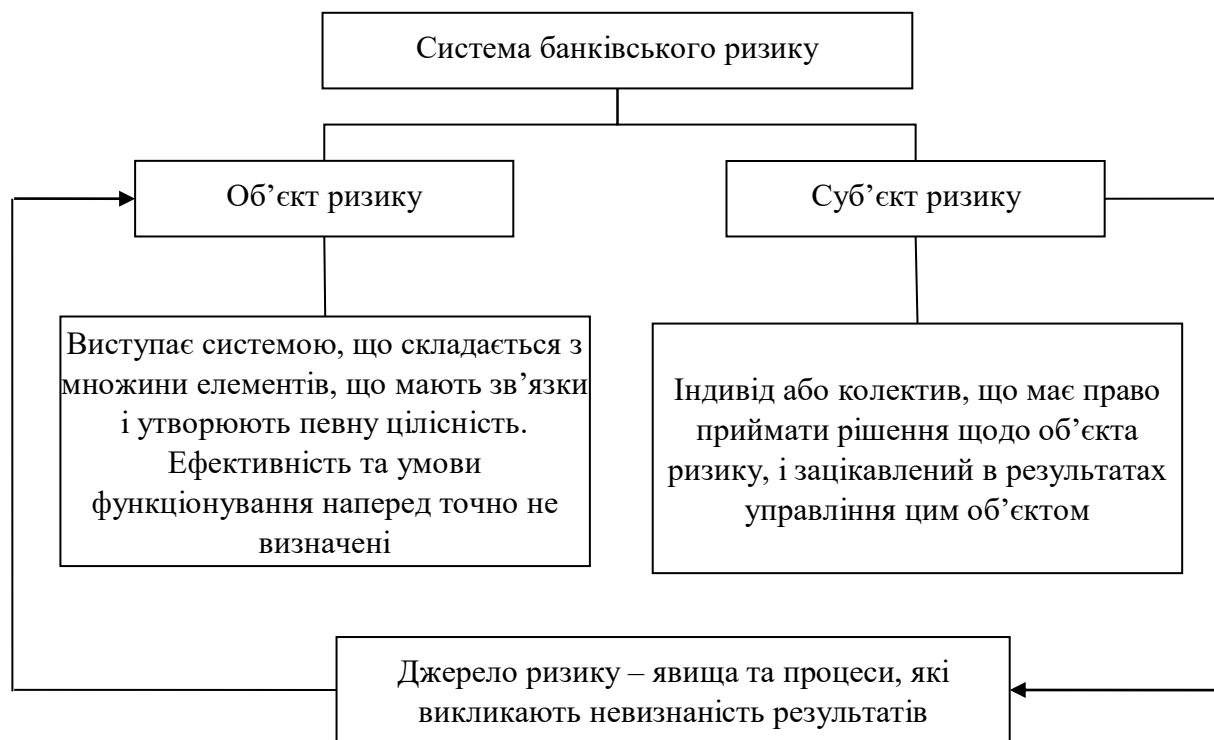 Система банківського ризику
Об’єкт ризику
Суб’єкт ризику
Виступає системою, що складається з
множини елементів, що мають зв’язки
і утворюють певну цілісність.
Ефективність та умови
функціонування наперед точно не
визначені
Індивід або колектив, що має право
приймати рішення щодо об’єкта
ризику, і зацікавлений в результатах
управління цим об’єктом
Джерело ризику – явища та процеси, які
викликають невизнаність результатів